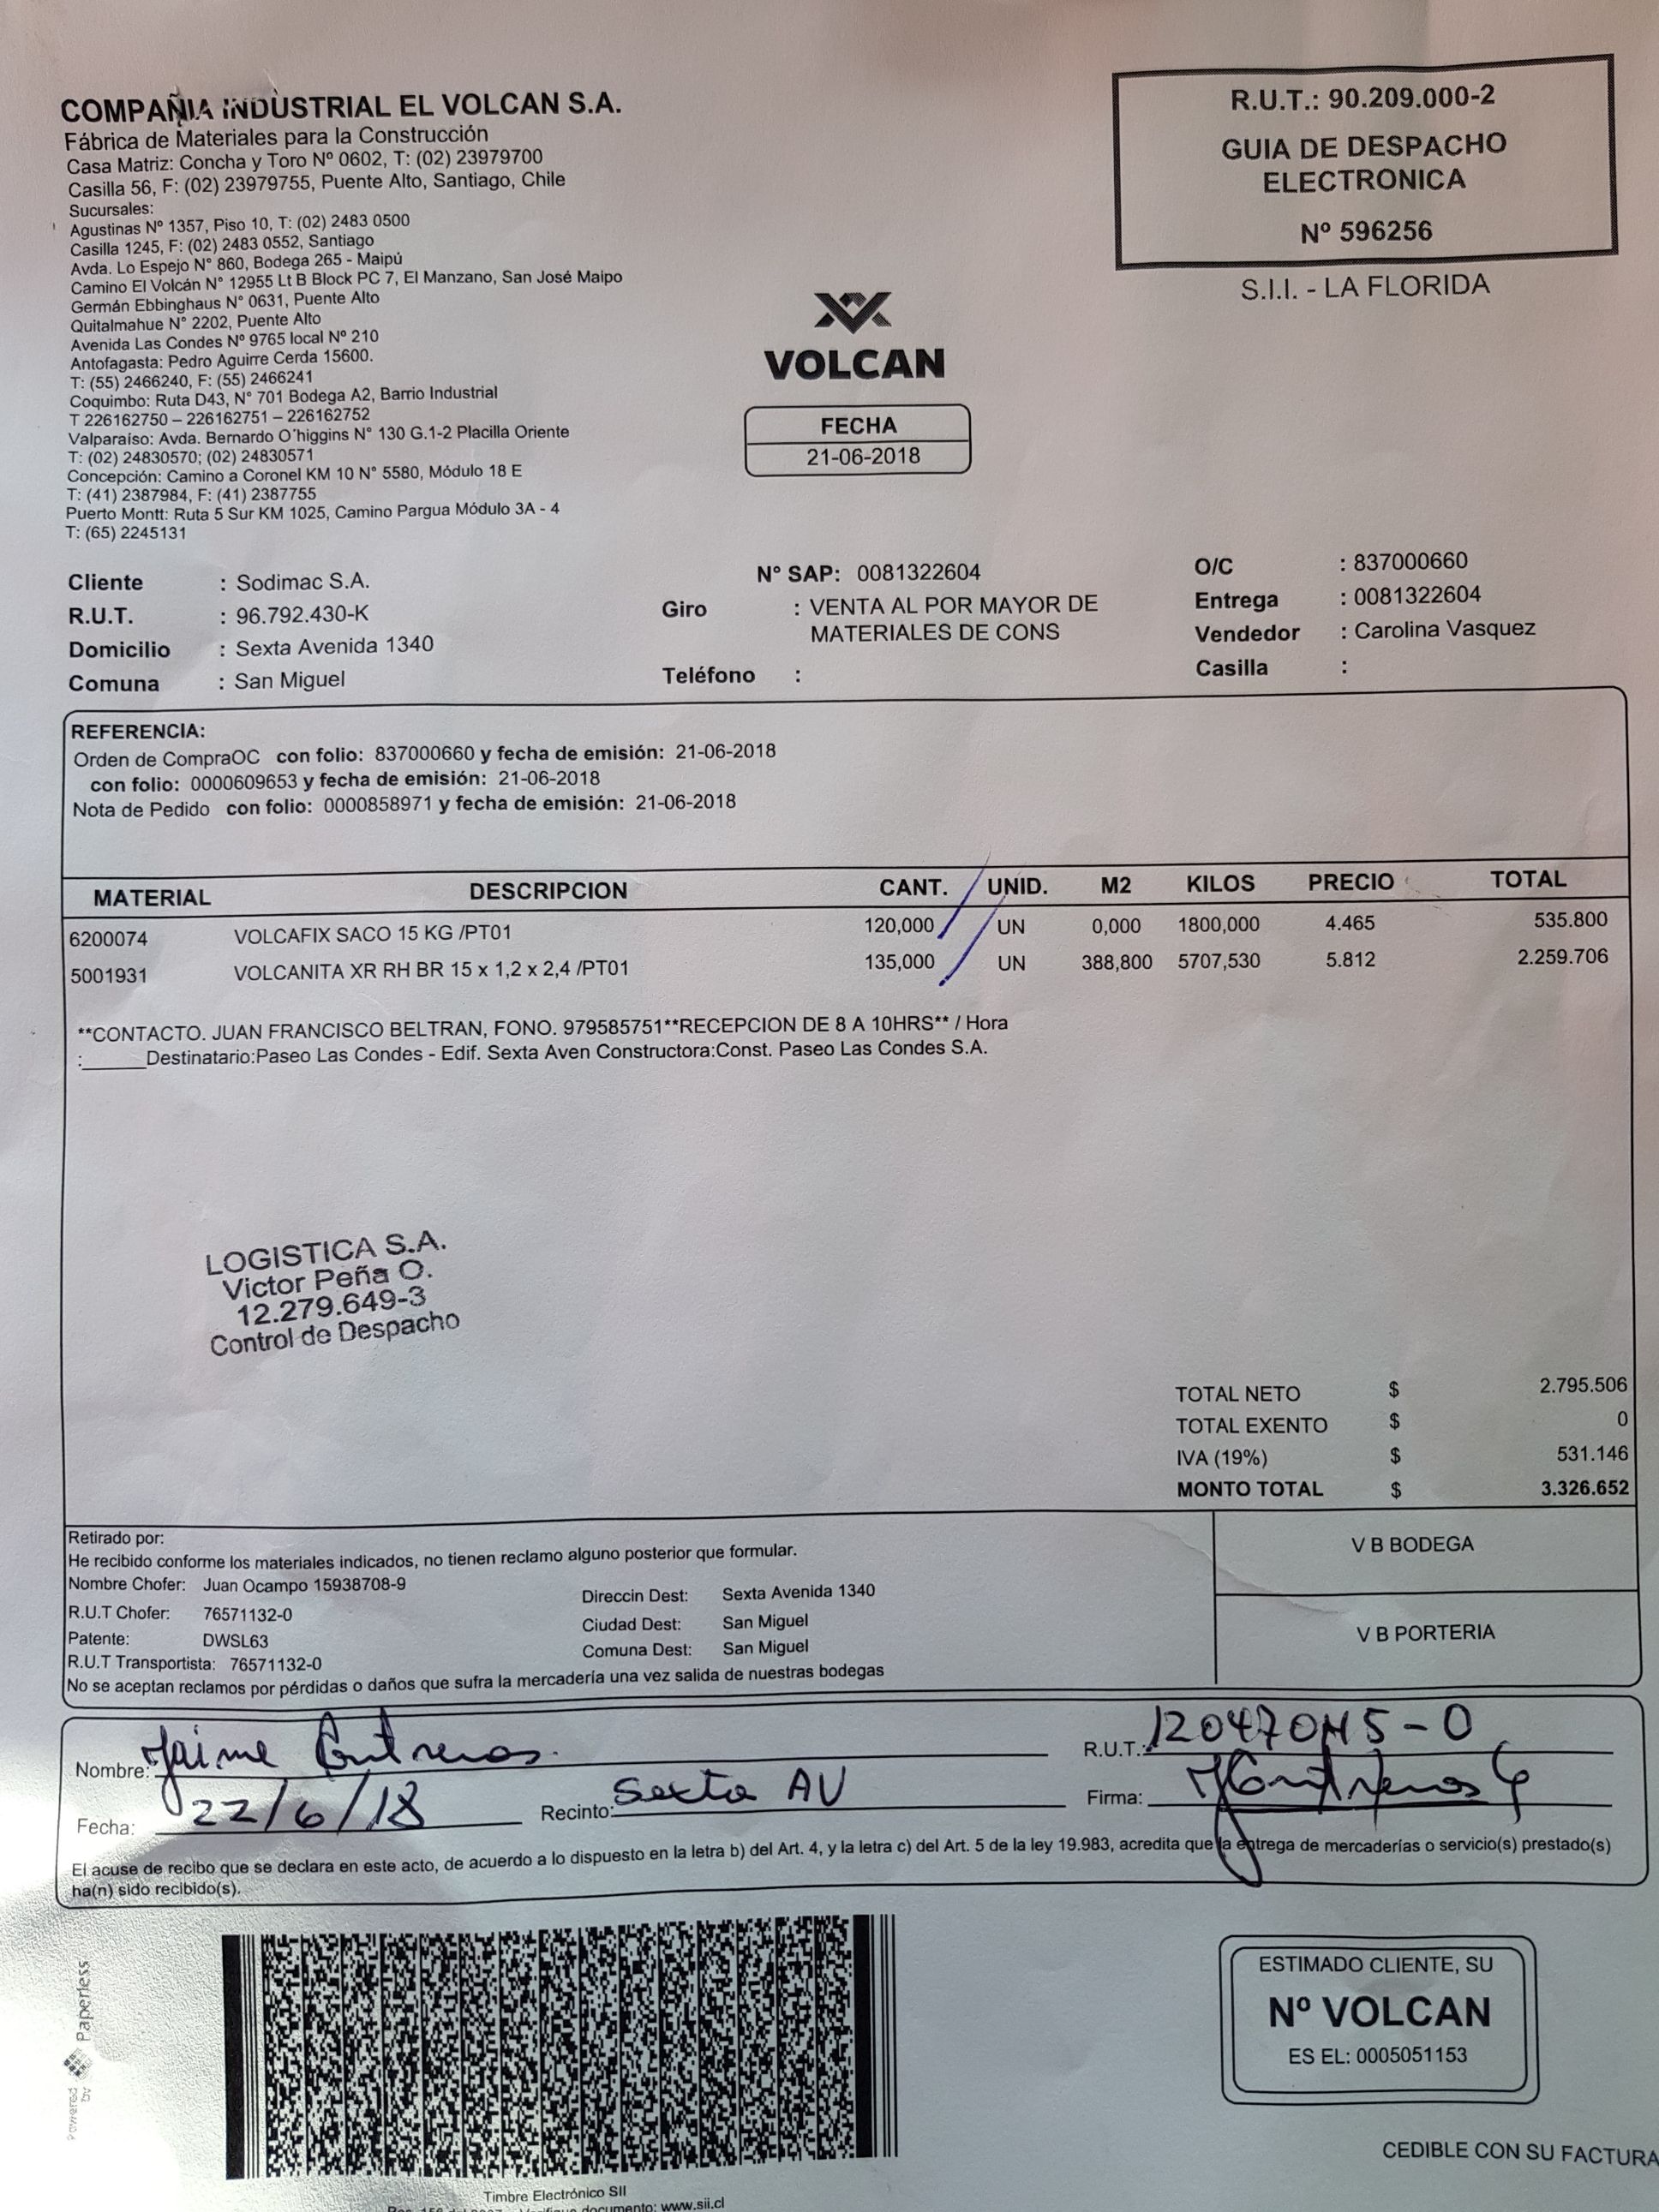 COMPAÑIA INDUSTRIAL EL VOLCAN S.A.
Fábrica de Materiales para la Construcción
Casa Matriz: Concha y Toro Nº 0602, T: (02) 23979700
Casilla 56, F: (02) 23979755, Puente Alto, Santiago, Chile
Sucursales:
Agustinas Nº 1357, Piso 10, T: (02) 2483 0500
Casilla 1245, F: (02) 2483 0552, Santiago
Avda. Lo Espejo N° 860, Bodega 265 - Maipú
Camino El Volcán N° 12955 Lt B Block PC 7, El Manzano, San José Maipo
Germán Ebbinghaus N° 0631, Puente Alto
Quitalmahue N° 2202, Puente Alto
Avenida Las Condes Nº 9765 local Nº 210
Antofagasta: Pedro Aguirre Cerda 15600.
T: (55) 2466240, F: (55) 2466241
Coquimbo: Ruta D43, N° 701 Bodega A2, Barrio Industrial
T 226162750 – 226162751 – 226162752
Valparaíso: Avda. Bernardo O´higgins N° 130 G.1-2 Placilla Oriente
T: (02) 24830570; (02) 24830571
Concepción: Camino a Coronel KM 10 N° 5580, Módulo 18 E
T: (41) 2387984, F: (41) 2387755
Puerto Montt: Ruta 5 Sur KM 1025, Camino Pargua Módulo 3A - 4
T: (65) 2245131
R.U.T.: 90.209.000-2
GUIA DE DESPACHO
ELECTRONICA
Nº 596256
S.I.I. - LA FLORIDA
VOLCAN
FECHA
21-06-2018
Cliente : Sodimac S.A.
R.U.T. : 96.792.430-K
Domicilio : Sexta Avenida 1340
Comuna : San Miguel
N° SAP: 0081322604
Giro : VENTA AL POR MAYOR DE
MATERIALES DE CONS
Teléfono :
O/C : 837000660
Entrega : 0081322604
Vendedor : Carolina Vasquez
Casilla :
REFERENCIA:
Orden de CompraOC con folio: 837000660 y fecha de emisión: 21-06-2018
con folio: 0000609653 y fecha de emisión: 21-06-2018
Nota de Pedido con folio: 0000858971 y fecha de emisión: 21-06-2018
MATERIAL DESCRIPCION CANT. UNID. M2 KILOS PRECIO TOTAL
6200074 VOLCAFIX SACO 15 KG /PT01 120,000 UN 0,000 1800,000 4.465 535.800
5001931 VOLCANITA XR RH BR 15 x 1,2 x 2,4 /PT01 135,000 UN 388,800 5707,530 5.812 2.259.706
**CONTACTO. JUAN FRANCISCO BELTRAN, FONO. 979585751**RECEPCION DE 8 A 10HRS** / Hora
:______Destinatario:Paseo Las Condes - Edif. Sexta Aven Constructora:Const. Paseo Las Condes S.A.
LOGISTICA S.A.
Victor Peña O.
12.279.649-3
Control de Despacho
TOTAL NETO $ 2.795.506
TOTAL EXENTO $ 0
IVA (19%) $ 531.146
MONTO TOTAL $ 3.326.652
Retirado por:
He recibido conforme los materiales indicados, no tienen reclamo alguno posterior que formular.
Nombre Chofer: Juan Ocampo 15938708-9
R.U.T Chofer: 76571132-0
Patente: DWSL63
R.U.T Transportista: 76571132-0
Direccin Dest: Sexta Avenida 1340
Ciudad Dest: San Miguel
Comuna Dest: San Miguel
No se aceptan reclamos por pérdidas o daños que sufra la mercadería una vez salida de nuestras bodegas
V B BODEGA
V B PORTERIA
Nombre: Jaime Contreras.
R.U.T.:
Fecha: 22/6/18
Recinto: Sexta AV
Firma:
El acuse de recibo que se declara en este acto, de acuerdo a lo dispuesto en la letra b) del Art. 4, y la letra c) del Art. 5 de la ley 19.983, acredita que la entrega de mercaderías o servicio(s) prestado(s)
ha(n) sido recibido(s).
Powered by Paperless
ESTIMADO CLIENTE, SU
Nº VOLCAN
ES EL: 0005051153
CEDIBLE CON SU FACTURA
Timbre Electrónico SII
documento: www.sii.cl